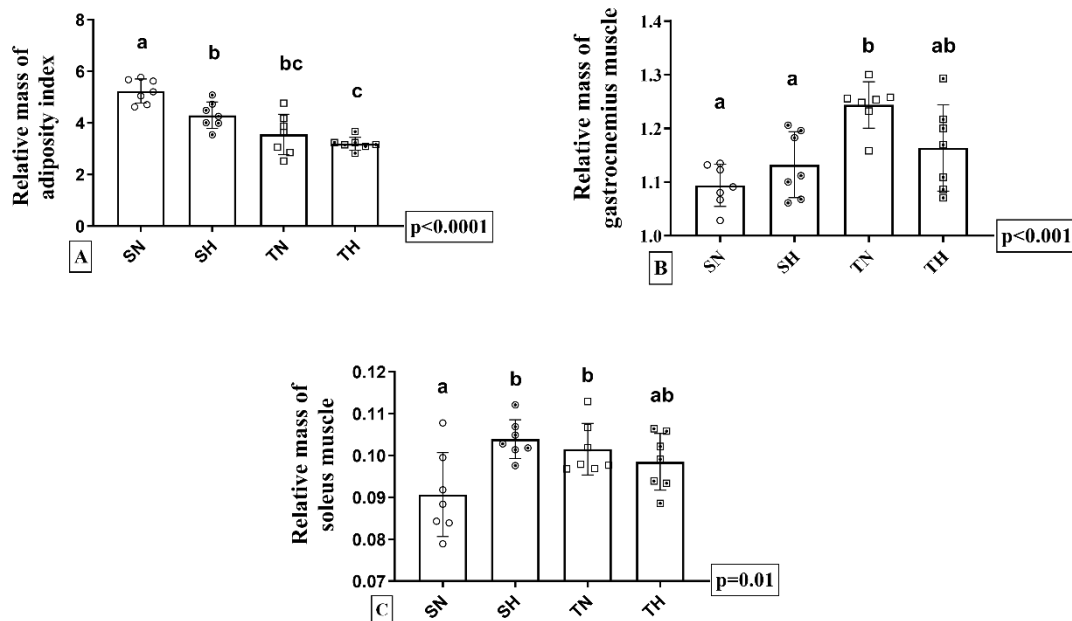 Relative mass of
adiposity index
8
6
4
2
0
a
b
bc
c
SN
SH
TN
TH
p<0.0001
A
Relative mass of
gastrocnemius muscle
1.4
1.3
1.2
1.1
1.0
a
a
b
ab
SN
SH
TN
TH
p<0.001
B
Relative mass of
soleus muscle
0.12
0.11
0.10
0.09
0.08
0.07
a
b
b
ab
SN
SH
TN
TH
p=0.01
C